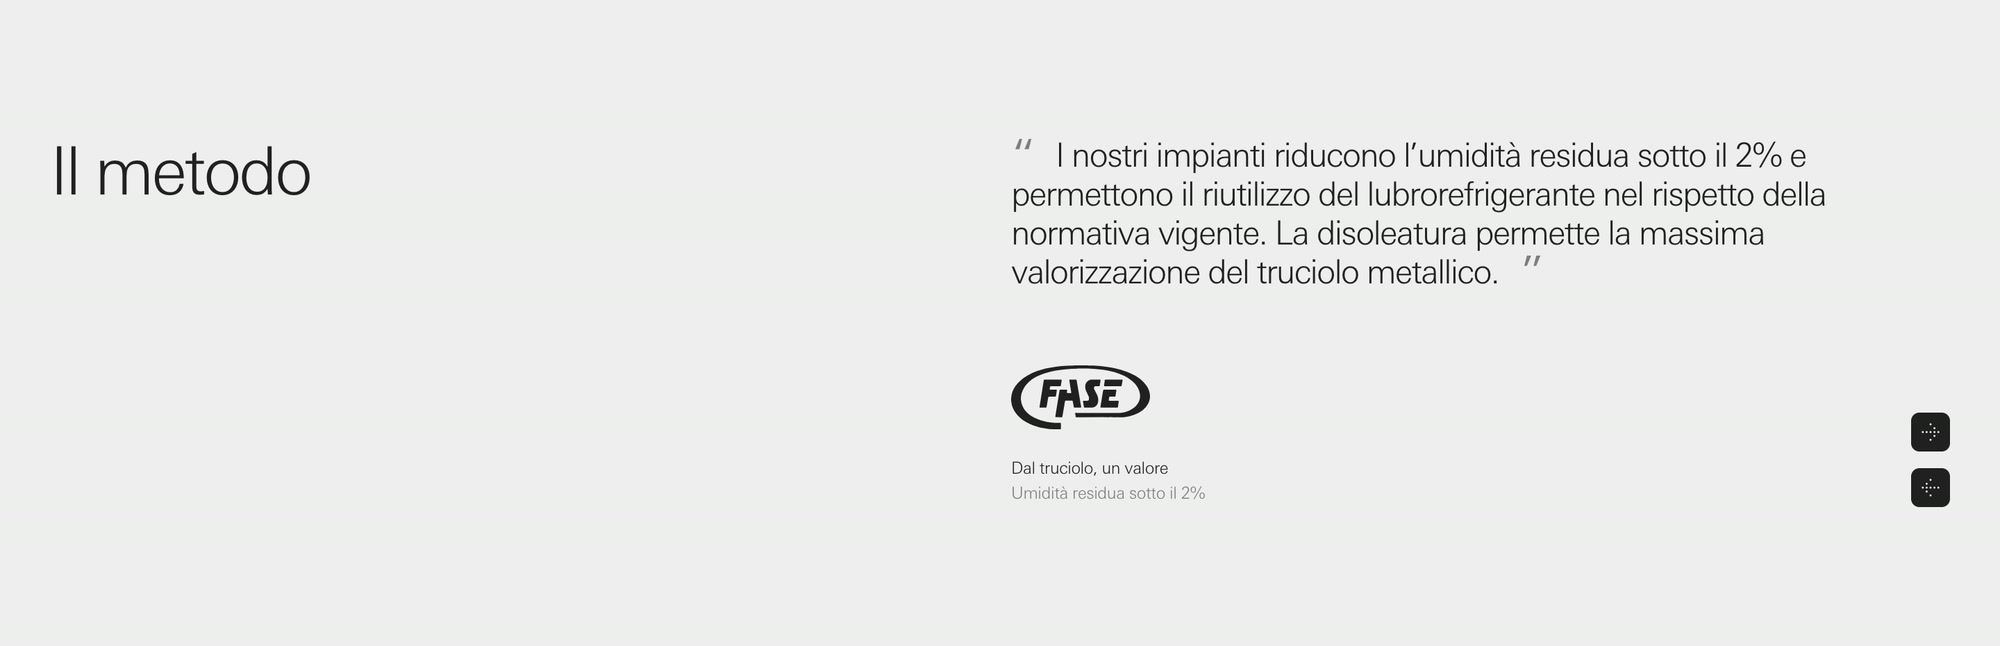 Il metodo
“ I nostri impianti riducono l’umidità residua sotto il 2% e
permettono il riutilizzo del lubrorefrigerante nel rispetto della
normativa vigente. La disoleatura permette la massima
valorizzazione del truciolo metallico. ”
FASE
Dal truciolo, un valore
Umidità residua sotto il 2%